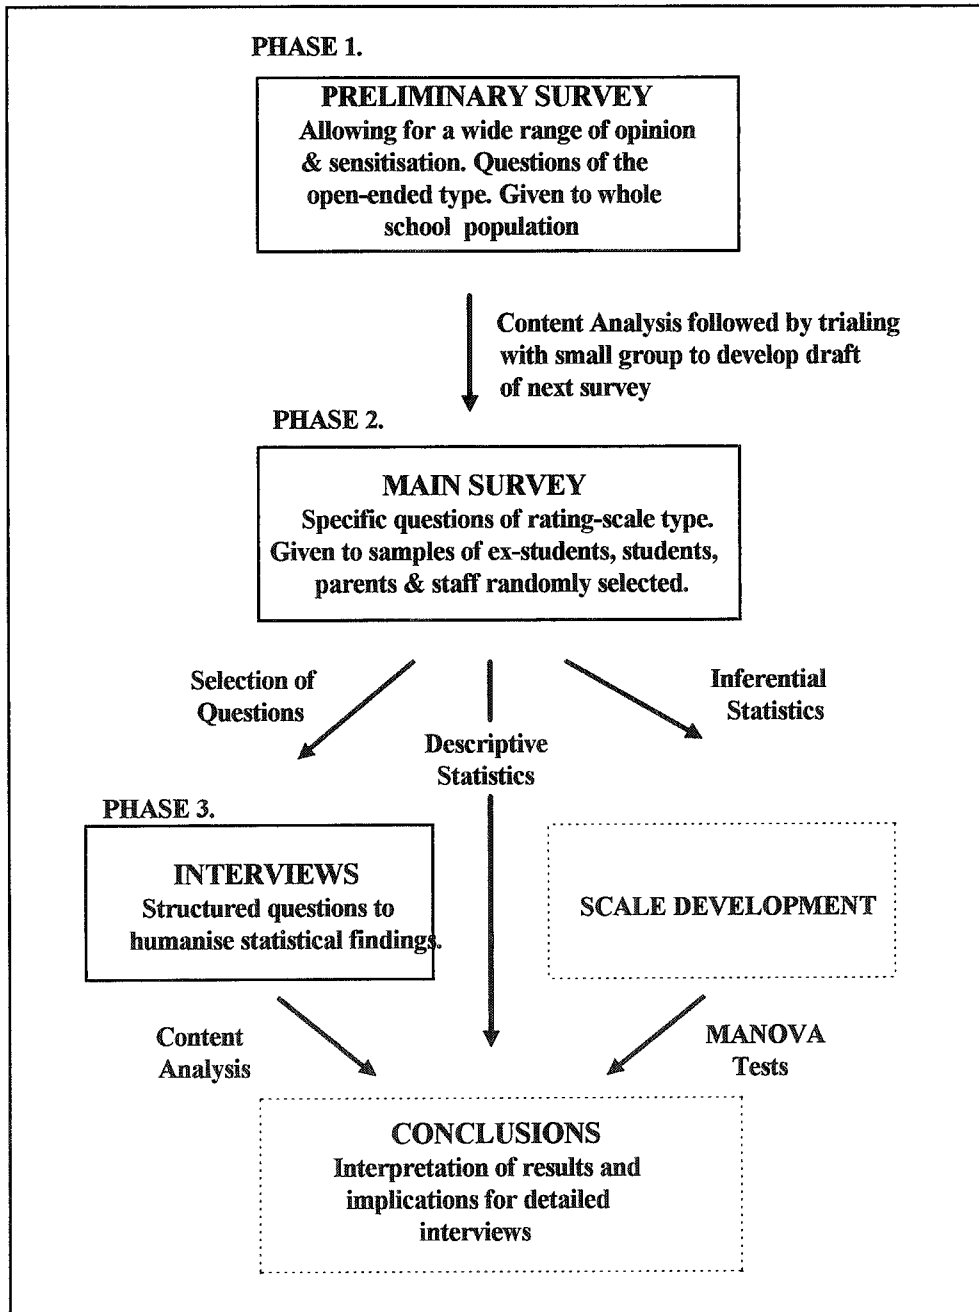 PHASE 1.
PRELIMINARY SURVEY
Allowing for a wide range of opinion
& sensitisation. Questions of the
open-ended type. Given to whole
school population
Content Analysis followed by trialing
with small group to develop draft
of next survey
PHASE 2.
MAIN SURVEY
Specific questions of rating-scale type.
Given to samples of ex-students, students,
parents & staff randomly selected.
Selection of
Questions
Descriptive
Statistics
Inferential
Statistics
PHASE 3.
INTERVIEWS
Structured questions to
humanise statistical findings.
SCALE DEVELOPMENT
Content
Analysis
MANOVA
Tests
CONCLUSIONS
Interpretation of results and
implications for detailed
interviews